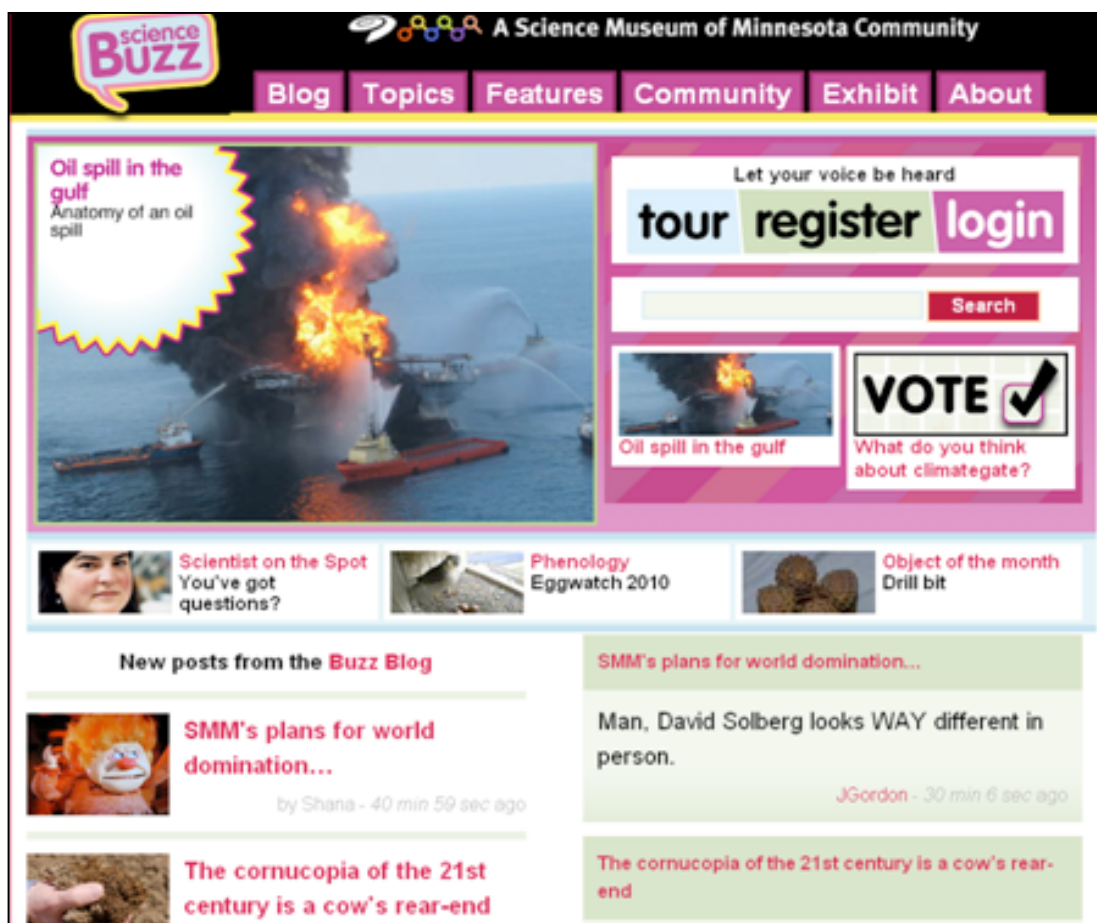 science
BUZZ
A Science Museum of Minnesota Community
Blog Topics Features Community Exhibit About
Oil spill in the
gulf
Anatomy of an oil
spill
Let your voice be heard
tour register login
Search
Oil spill in the gulf
VOTE
What do you think
about climategate?
Scientist on the Spot
You've got
questions?
Phenology
Eggwatch 2010
Object of the month
Drill bit
New posts from the Buzz Blog
SMM's plans for world
domination...
by Shana - 40 min 59 sec ago
The cornucopia of the 21st
century is a cow's rear-end
SMM's plans for world domination...
Man, David Solberg looks WAY different in
person.
JGordon - 30 min 6 sec ago
The cornucopia of the 21st century is a cow's rear-
end